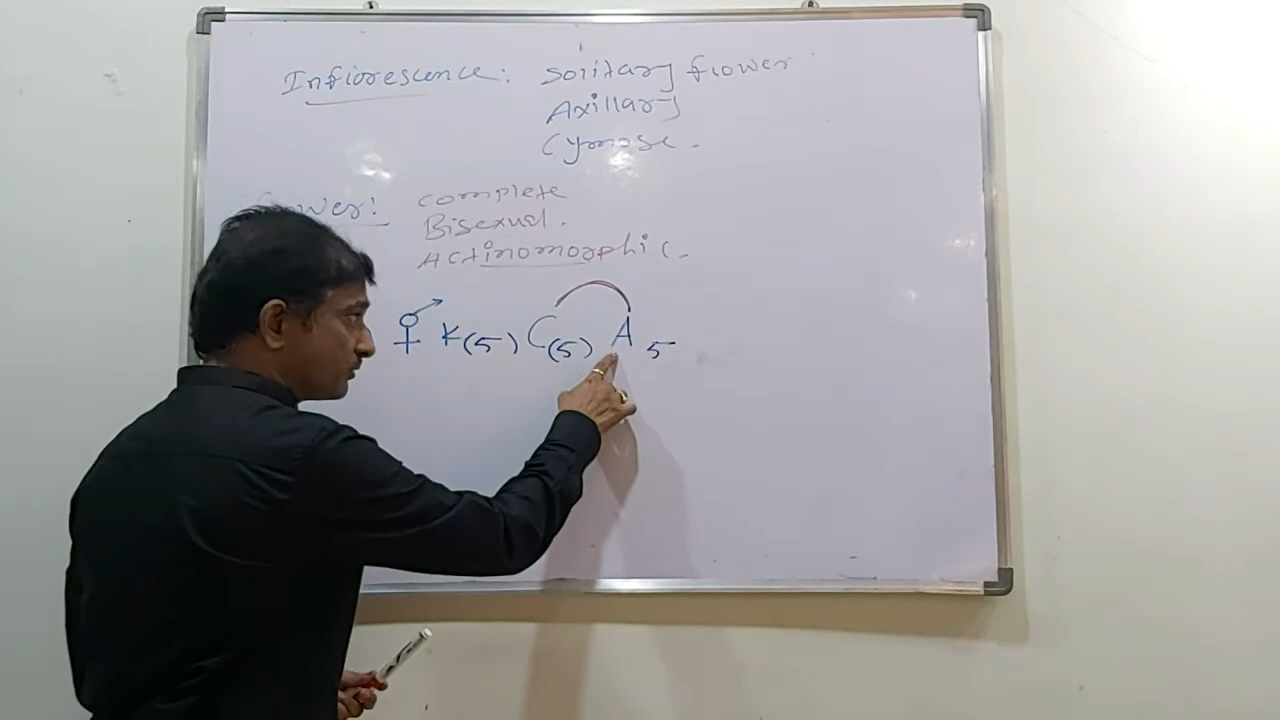 Inflorescence: Solitary flower
Axillary
Cymose.
complete
Bisexual.
Actinomorphic.
⚥ K(5) C(5) A5